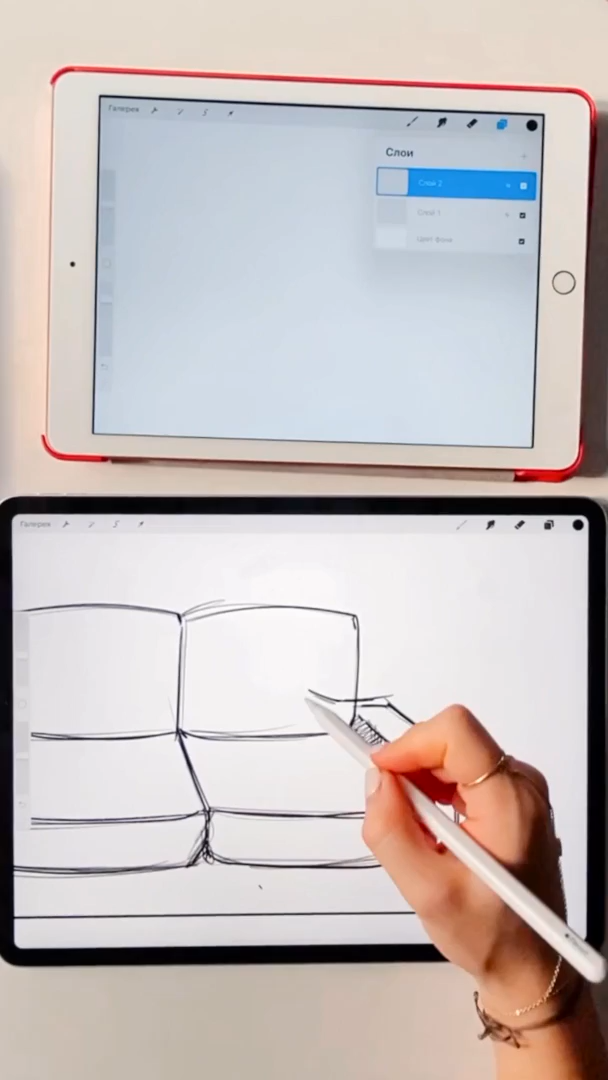 Галерея
Слои
Слой 2
Слой 1
Цвет фона
Галерея